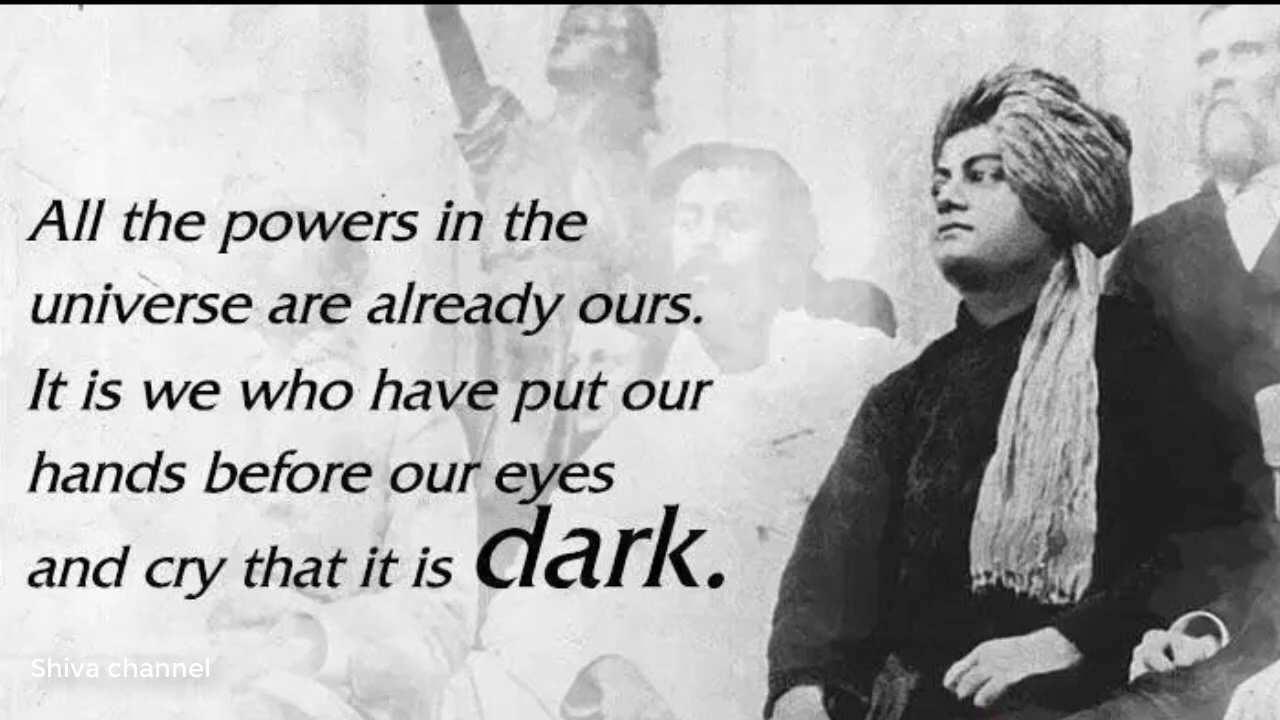 All the powers in the
universe are already ours.
It is we who have put our
hands before our eyes
and cry that it is dark.
Shiva channel